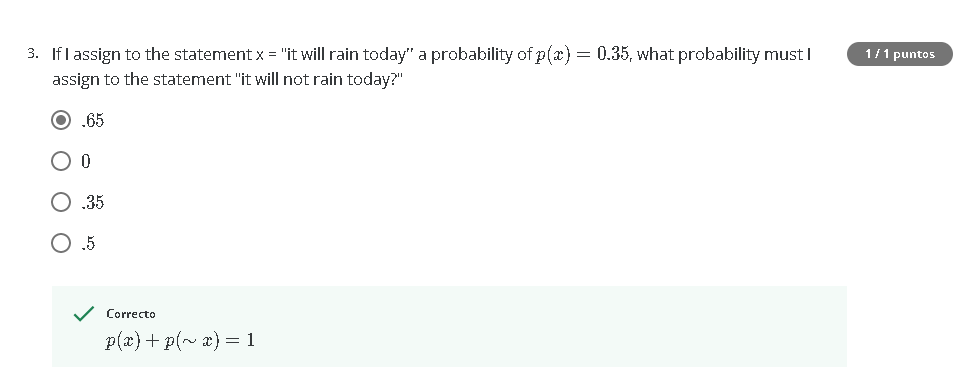 3. If I assign to the statement x = "it will rain today" a probability of p(x) = 0.35, what probability must I
1 / 1 puntos
assign to the statement "it will not rain today?"
.65
0
.35
.5
Correcto
p(x) + p(∼ x) = 1